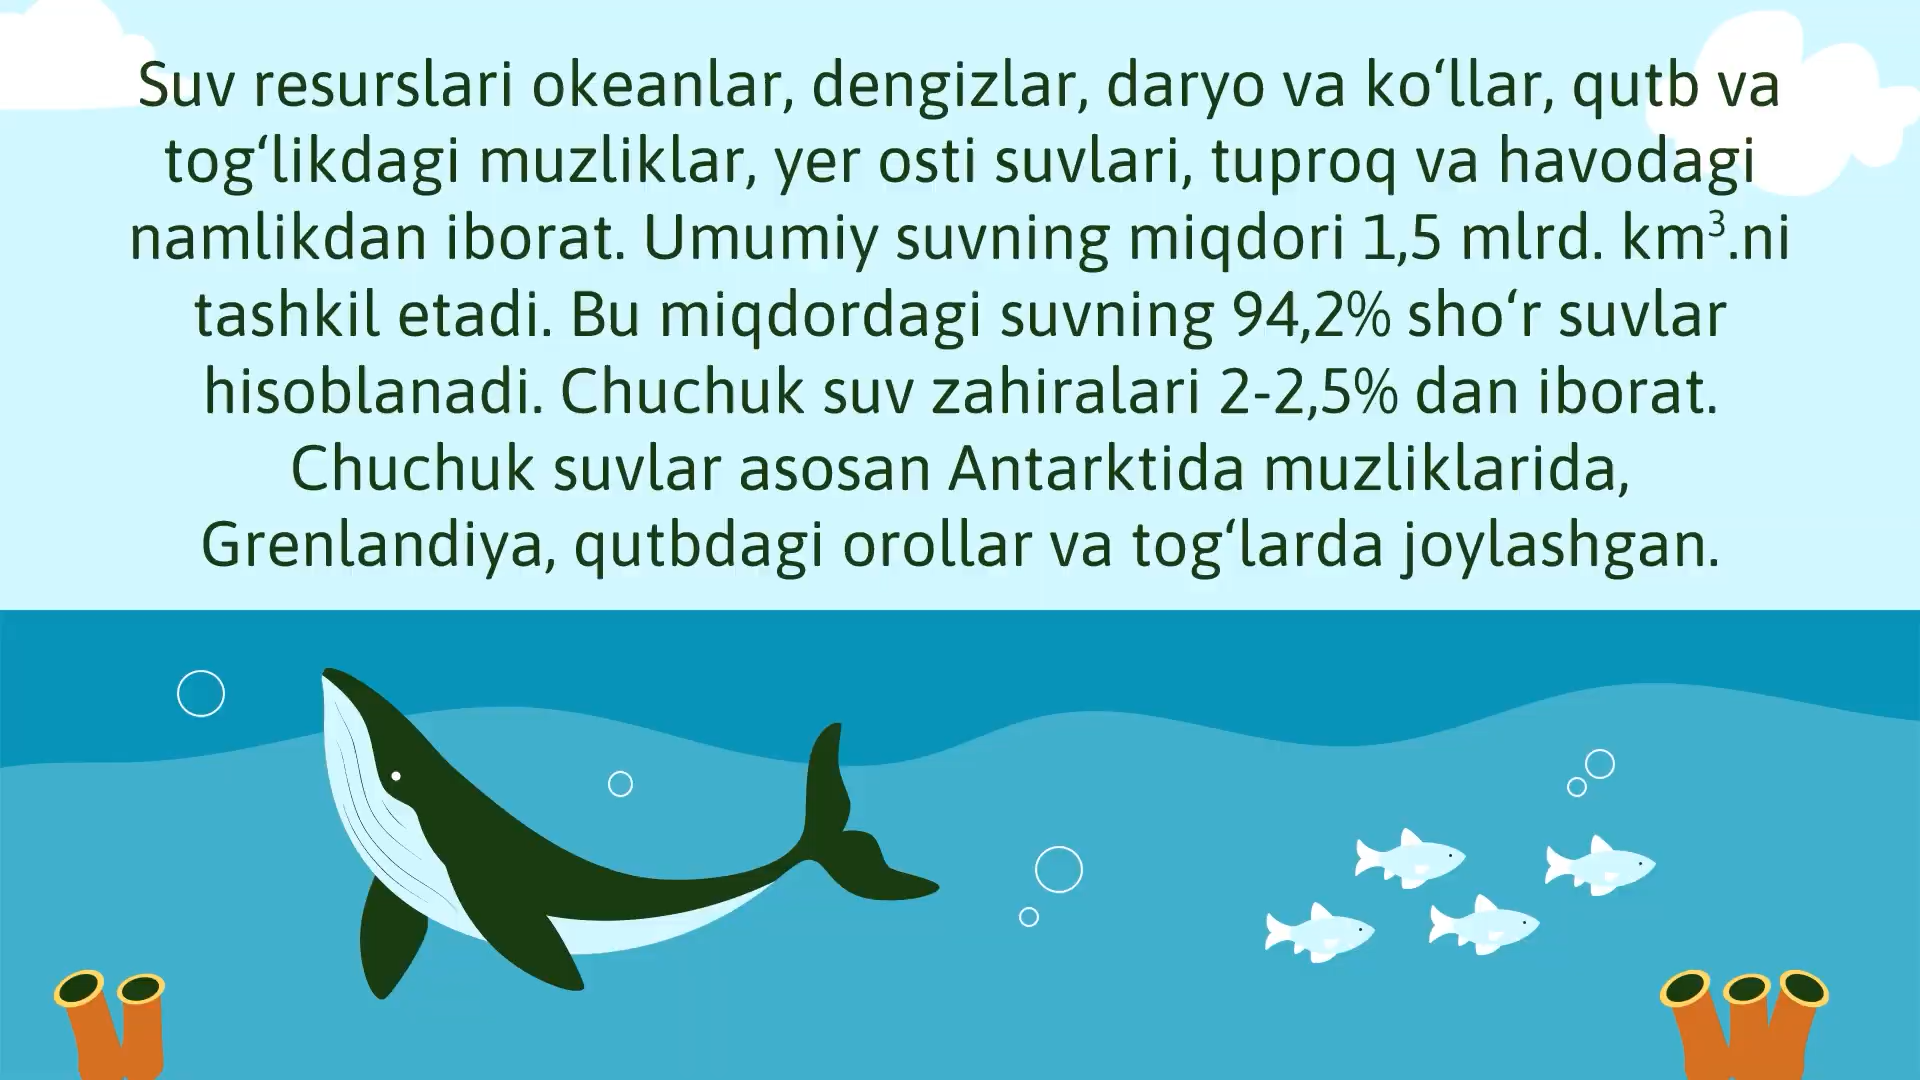 Suv resurslari okeanlar, dengizlar, daryo va ko‘llar, qutb va
tog‘likdagi muzliklar, yer osti suvlari, tuproq va havodagi
namlikdan iborat. Umumiy suvning miqdori 1,5 mlrd. km³.ni
tashkil etadi. Bu miqdordagi suvning 94,2% sho‘r suvlar
hisoblanadi. Chuchuk suv zahiralari 2-2,5% dan iborat.
Chuchuk suvlar asosan Antarktida muzliklarida,
Grenlandiya, qutbdagi orollar va tog‘larda joylashgan.